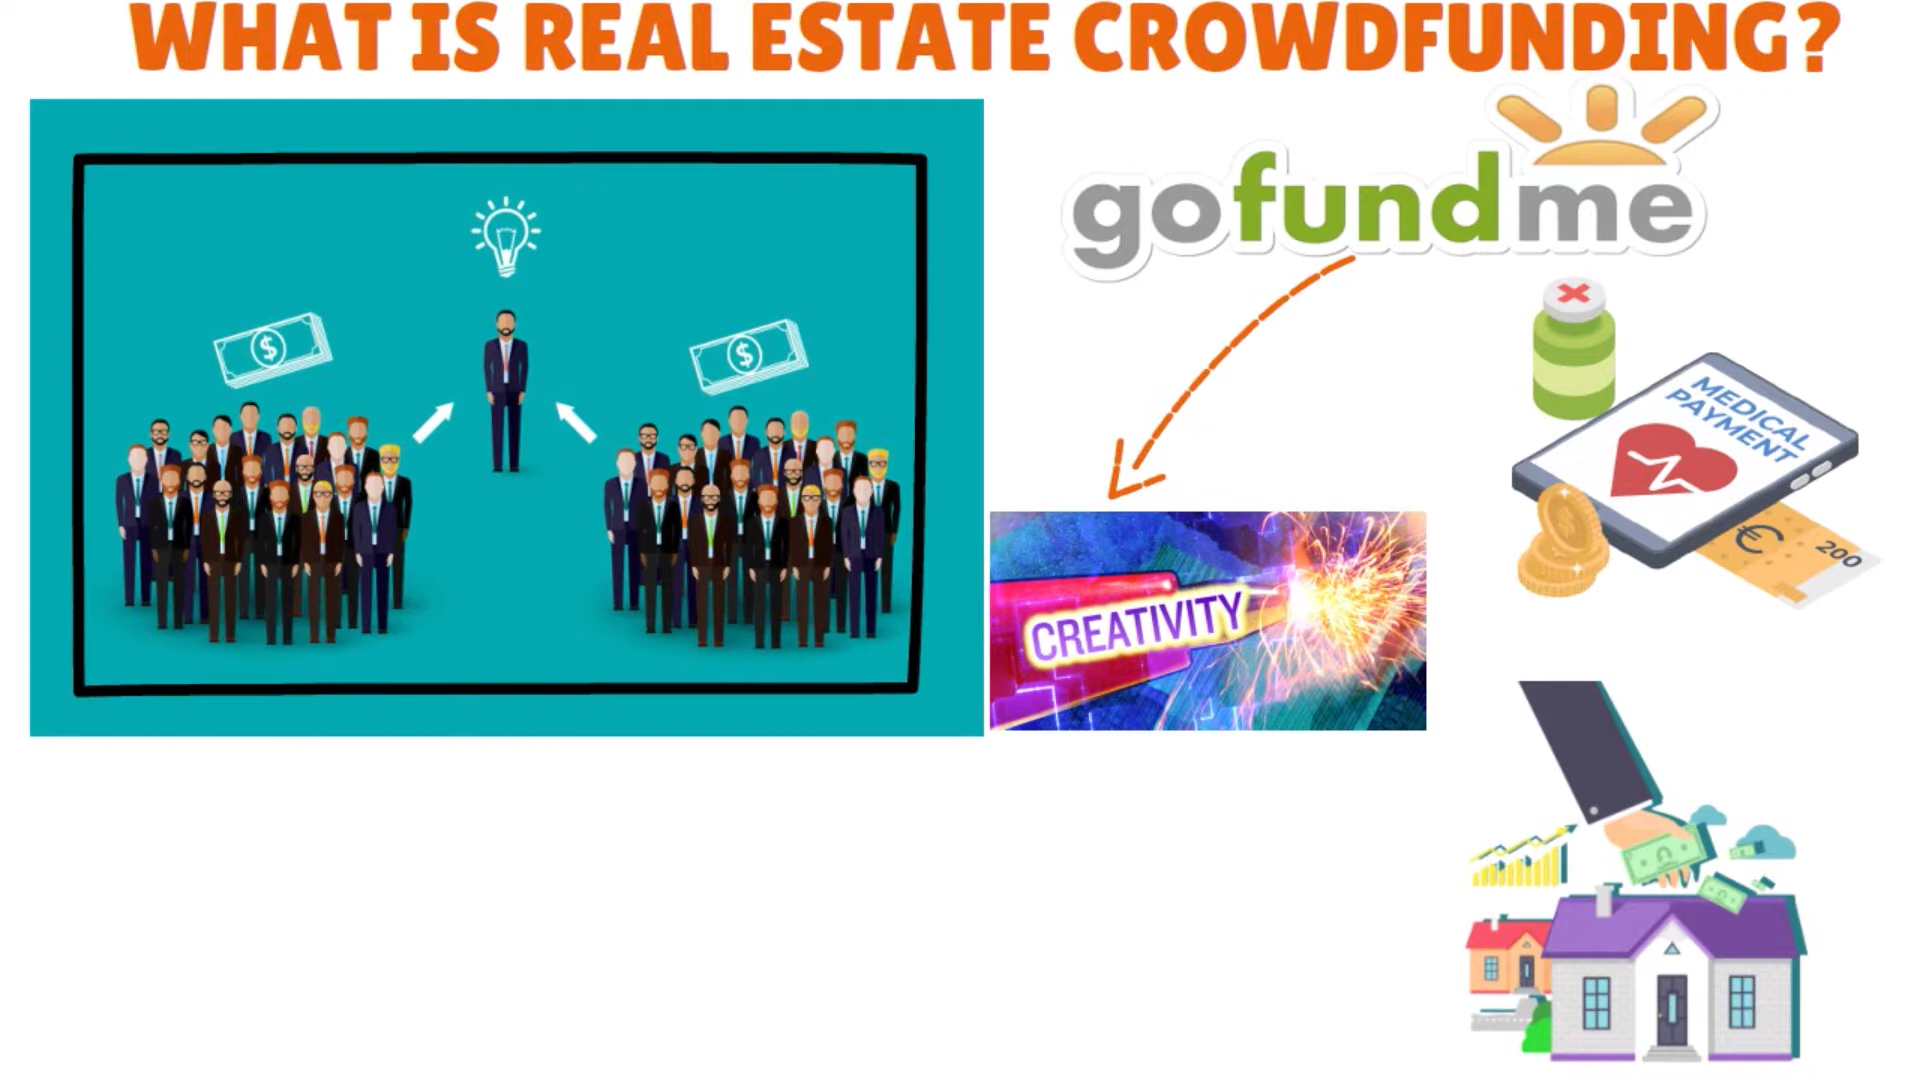 WHAT IS REAL ESTATE CROWDFUNDING?
gofundme
$
$
MEDICAL
PAYMENT
€
200
CREATIVITY